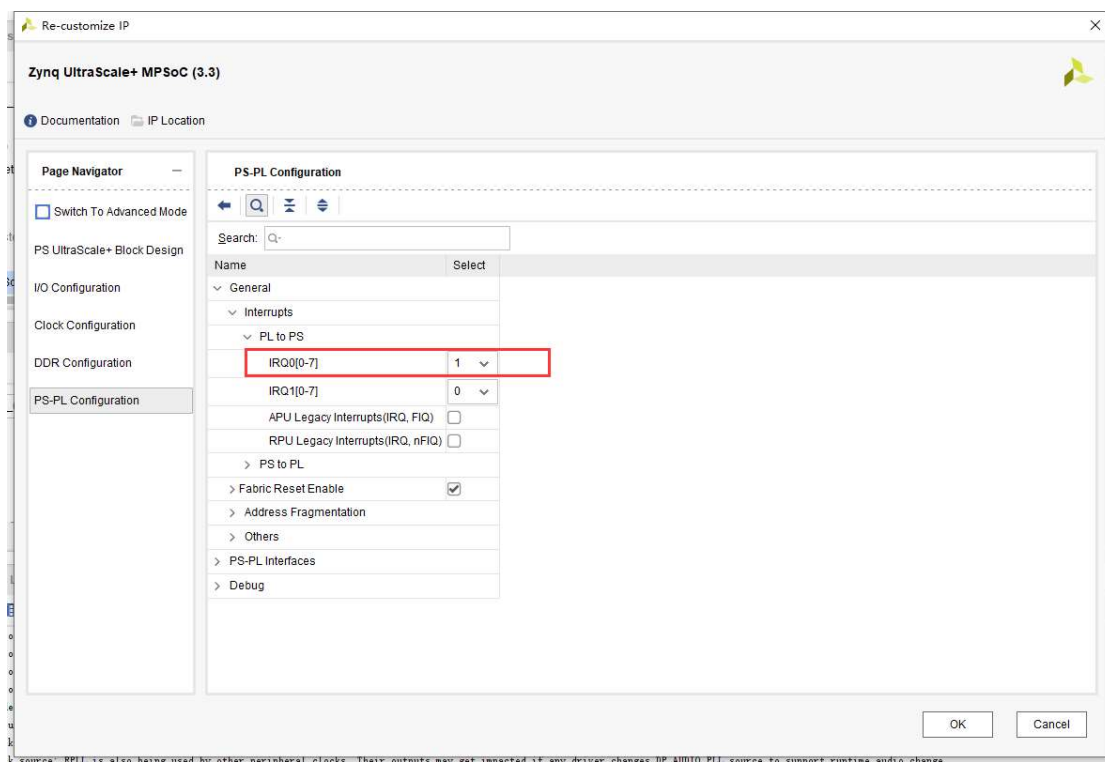 Re-customize IP
Zynq UltraScale+ MPSoC (3.3)
Documentation IP Location
Page Navigator
Switch To Advanced Mode
PS UltraScale+ Block Design
I/O Configuration
Clock Configuration
DDR Configuration
PS-PL Configuration
PS-PL Configuration
Search:
Name Select
General
Interrupts
PL to PS
IRQ0[0-7] 1
IRQ1[0-7] 0
APU Legacy Interrupts(IRQ, FIQ)
RPU Legacy Interrupts(IRQ, nFIQ)
PS to PL
Fabric Reset Enable
Address Fragmentation
Others
PS-PL Interfaces
Debug
OK Cancel
k source' RPLL is also being used by other peripheral clocks. Their outputs may get impacted if any driver changes DP_AUDIO PLL source to support runtime audio change